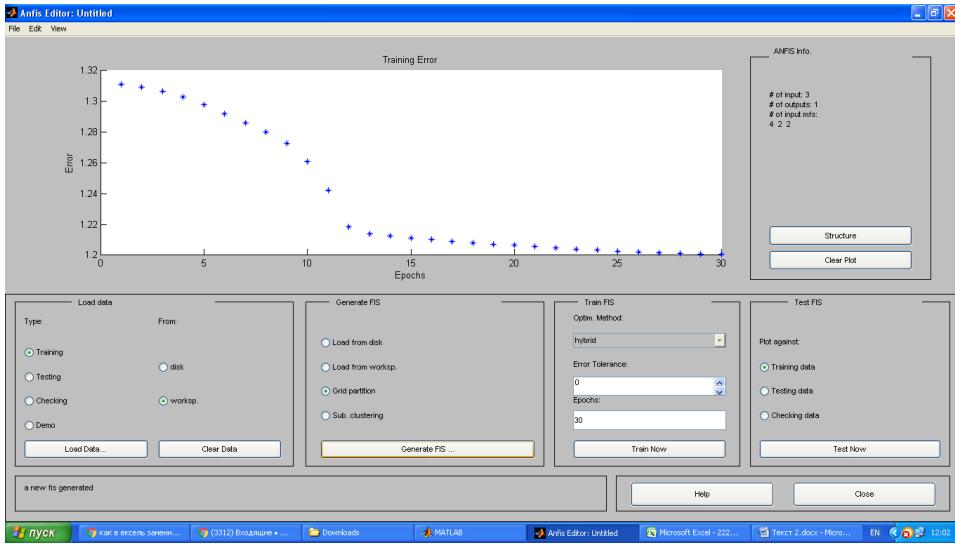 Anfis Editor: Untitled
File Edit View
Training Error
1.32
1.3
1.28
1.26
1.24
1.22
1.2
Error
0 5 10 15 20 25 30
Epochs
ANFIS Info.
# of input: 3
# of outputs: 1
# of input mfs:
4 2 2
Structure
Clear Plot
Load data
Type:
From:
Training
Testing
Checking
Demo
disk
worksp.
Load Data...
Clear Data
Generate FIS
Load from disk
Load from worksp.
Grid partition
Sub. clustering
Generate FIS ...
Train FIS
Optim. Method:
hybrid
Error Tolerance:
0
Epochs:
30
Train Now
Test FIS
Plot against:
Training data
Testing data
Checking data
Test Now
a new fis generated
Help
Close
пуск
как в ексель замени...
(3312) Входящие • ...
Downloads
MATLAB
Anfis Editor: Untitled
Microsoft Excel - 222...
Текст 2.docx - Micro...
EN
12:02